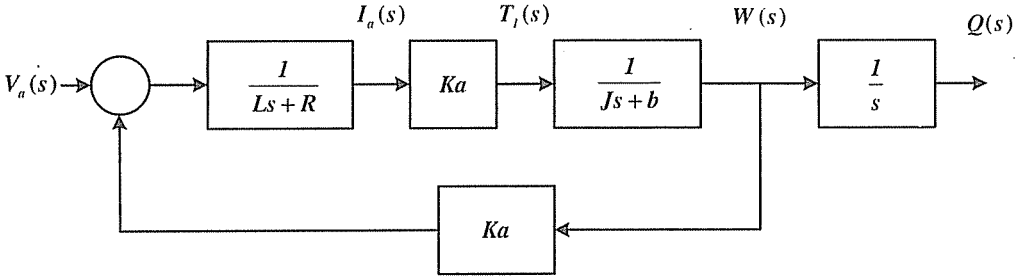 I_a(s)
T_l(s)
W(s)
Q(s)
V_a(s)
1
Ls + R
Ka
1
Js + b
1
s
Ka